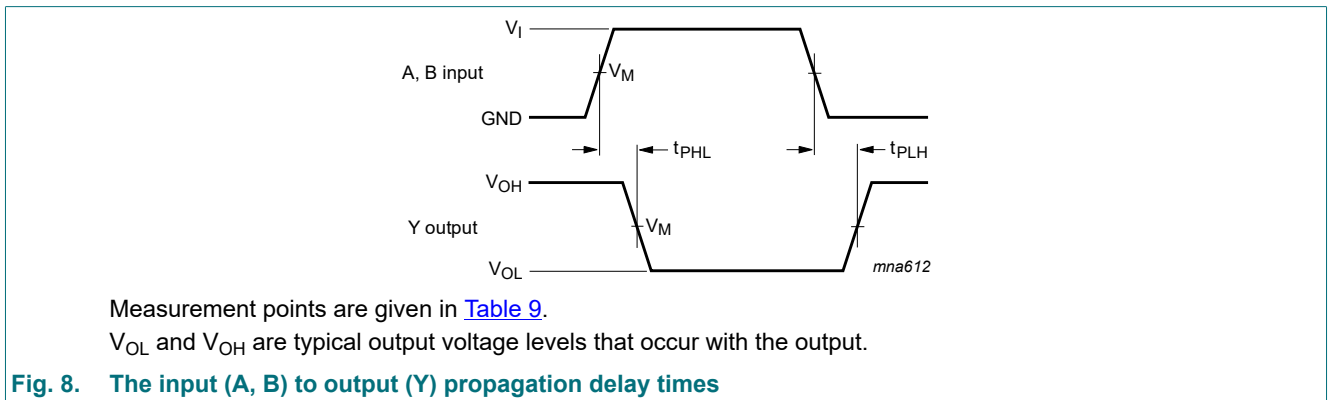 V_I
A, B input
V_M
GND
t_PHL
t_PLH
V_OH
Y output
V_M
V_OL
mna612
Measurement points are given in Table 9.
V_OL and V_OH are typical output voltage levels that occur with the output.
Fig. 8. The input (A, B) to output (Y) propagation delay times